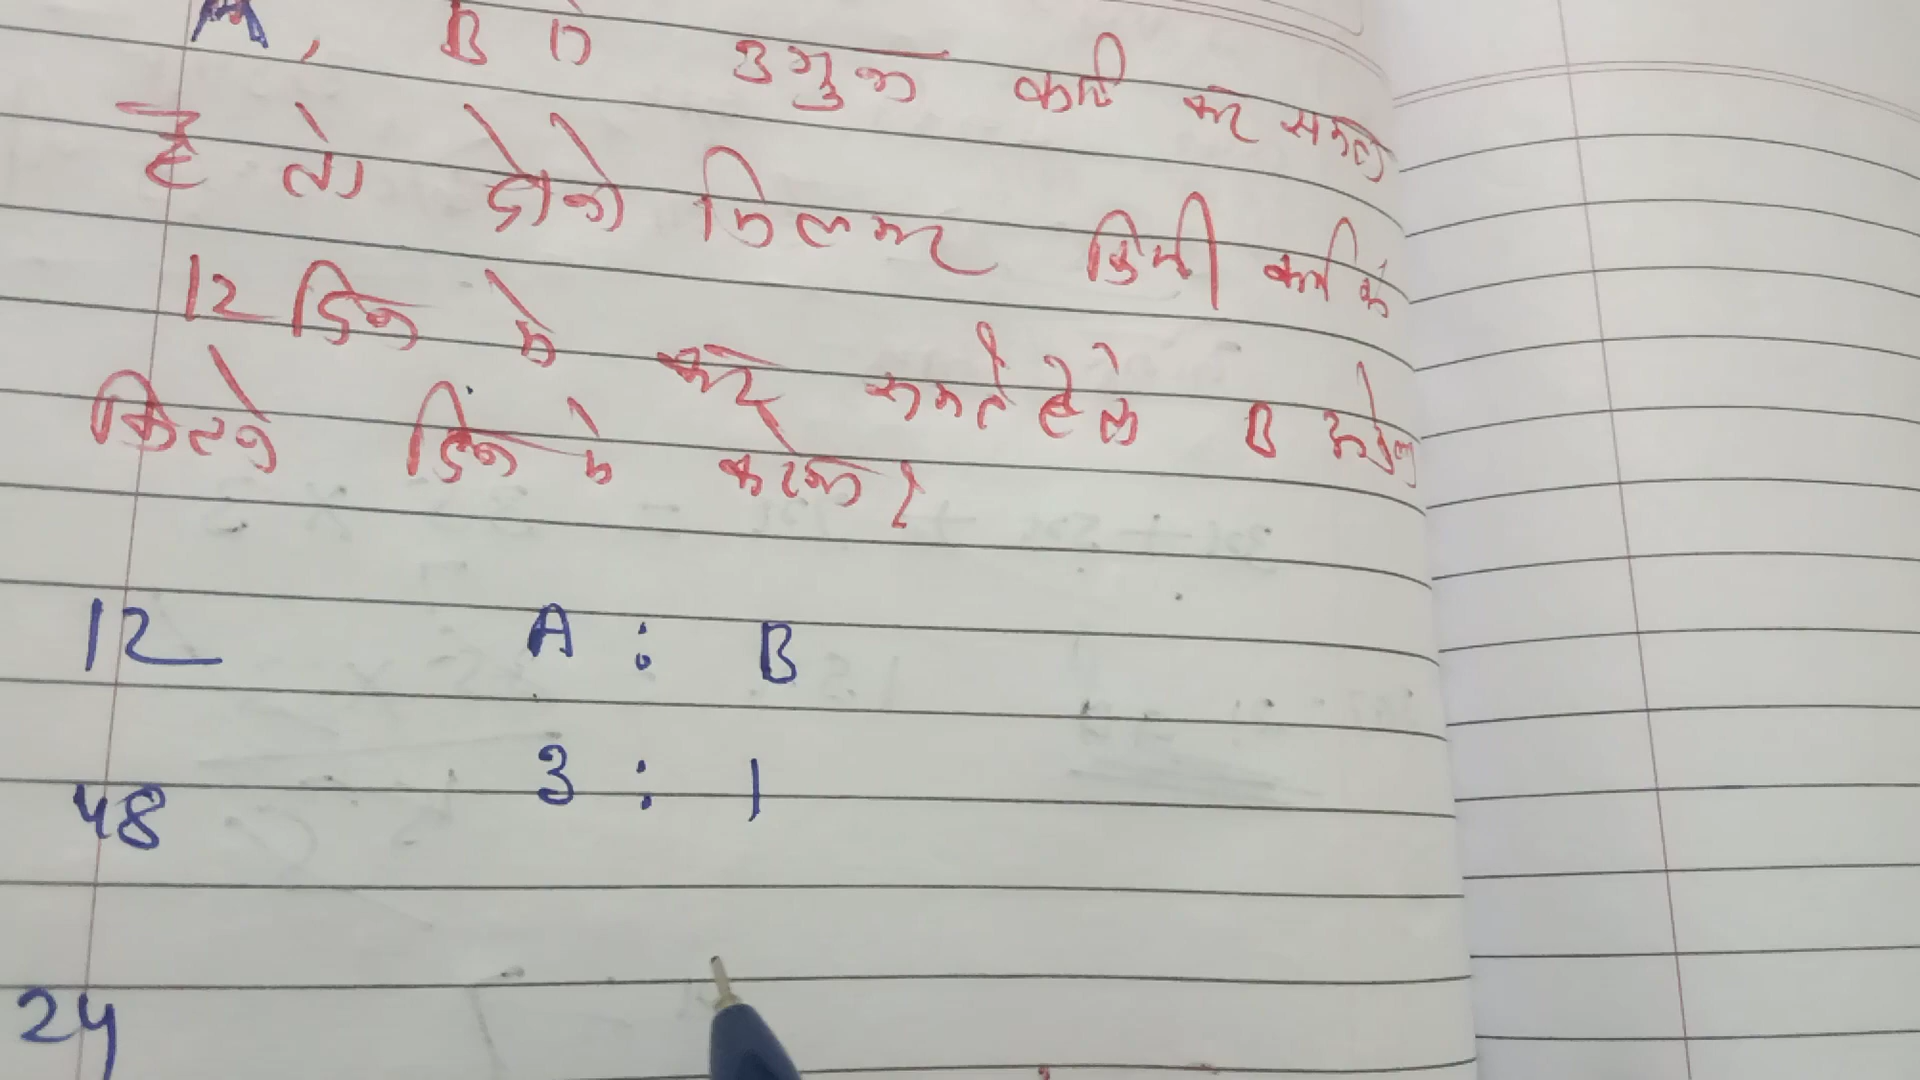 A, B से 3 गुना कार्य कर सकता
है तो दोनो मिलकर किसी कार्य को
12 दिन मे कर सकते है तो B अकेला
कितने दिन मे करेगा ?
12 A : B
48 3 : 1
24